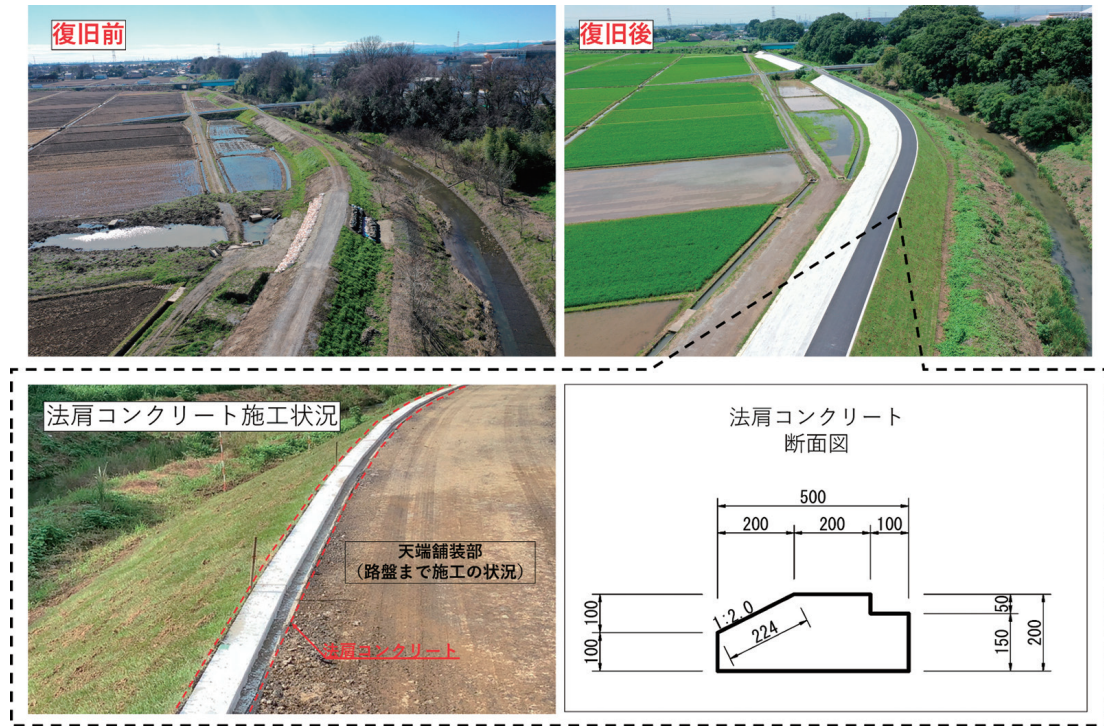 復旧前
復旧後
法肩コンクリート施工状況
天端舗装部
(路盤まで施工の状況)
法肩コンクリート
法肩コンクリート
断面図
500
200
200
100
100
100
1:2.0
224
50
150
200